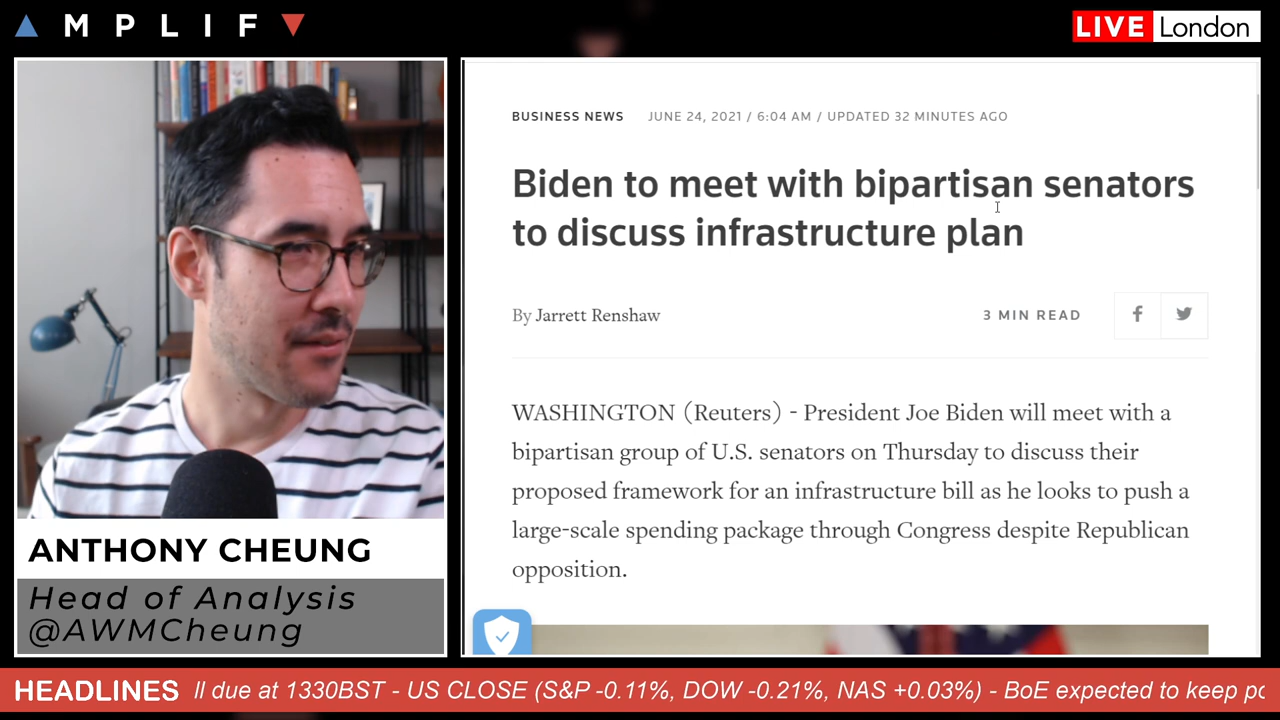 AMPLIFY
LIVE London
BUSINESS NEWS JUNE 24, 2021 / 6:04 AM / UPDATED 32 MINUTES AGO
Biden to meet with bipartisan senators
to discuss infrastructure plan
By Jarrett Renshaw
3 MIN READ
WASHINGTON (Reuters) - President Joe Biden will meet with a
bipartisan group of U.S. senators on Thursday to discuss their
proposed framework for an infrastructure bill as he looks to push a
large-scale spending package through Congress despite Republican
opposition.
ANTHONY CHEUNG
Head of Analysis
@AWMCheung
HEADLINES ll due at 1330BST - US CLOSE (S&P -0.11%, DOW -0.21%, NAS +0.03%) - BoE expected to keep